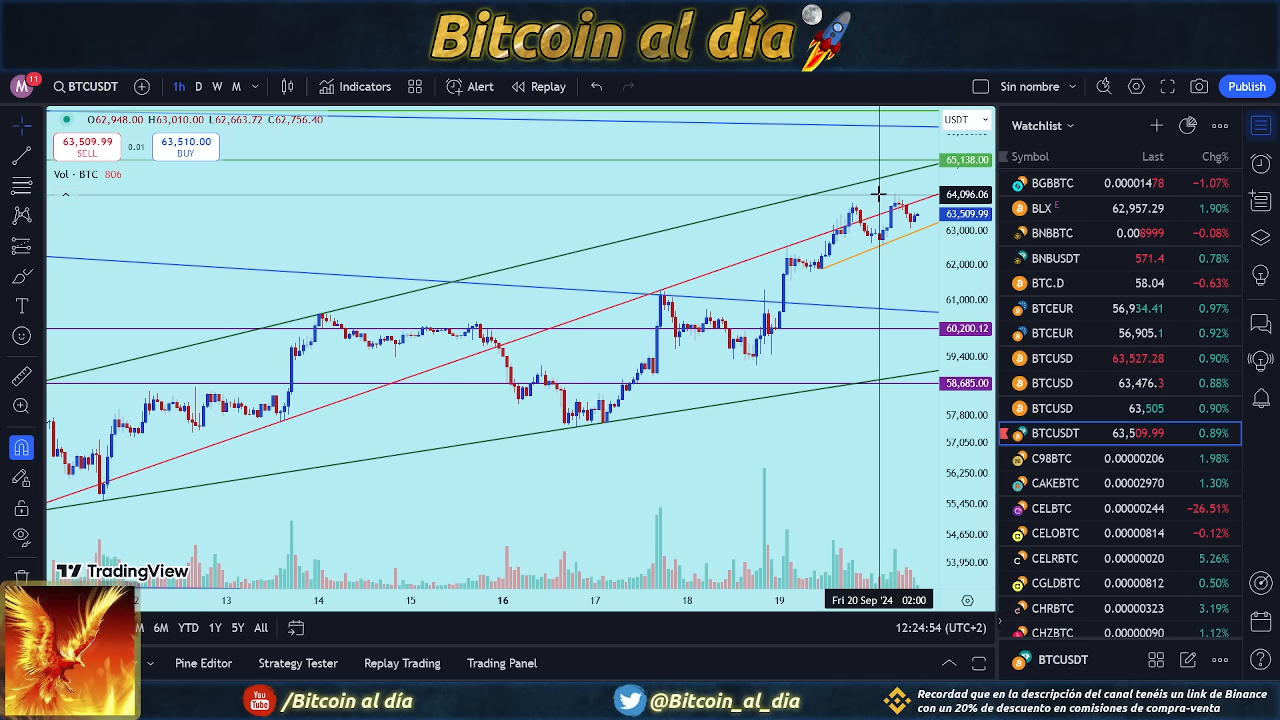 Bitcoin al día
M
11
BTCUSDT
1h D W M
Indicators
Alert
Replay
Sin nombre
Publish
O62,948.00 H63,010.00 L62,663.72 C62,756.40
63,509.99
SELL
0.01
63,510.00
BUY
Vol · BTC 806
USDT
65,138.00
64,096.06
63,509.99
63,000.00
62,000.00
61,000.00
60,200.12
59,400.00
58,685.00
57,800.00
57,050.00
56,250.00
55,450.00
54,650.00
53,950.00
TradingView
13
14
15
16
17
18
19
Fri 20 Sep '24 02:00
6M YTD 1Y 5Y All
12:24:54 (UTC+2)
Pine Editor
Strategy Tester
Replay Trading
Trading Panel
Watchlist
Symbol Last Chg%
BGBBTC 0.00001478 −1.07%
BLX E 62,957.29 1.90%
BNBBTC 0.008999 −0.08%
BNBUSDT 571.4 0.78%
BTC.D 58.04 −0.63%
BTCEUR 56,934.41 0.97%
BTCEUR 56,905.1 0.92%
BTCUSD 63,527.28 0.90%
BTCUSD 63,476.3 0.88%
BTCUSD 63,505 0.90%
BTCUSDT 63,509.99 0.89%
C98BTC 0.00000206 1.98%
CAKEBTC 0.00002970 1.30%
CELBTC 0.00000244 −26.51%
CELOBTC 0.00000814 −0.12%
CELRBTC 0.00000020 5.26%
CGLDBTC 0.00000812 0.50%
CHRBTC 0.00000323 3.19%
CHZBTC 0.00000090 1.12%
BTCUSDT
You
Tube
/Bitcoin al día
@Bitcoin_al_dia
Recordad que en la descripción del canal tenéis un link de Binance
con un 20% de descuento en comisiones de compra-venta